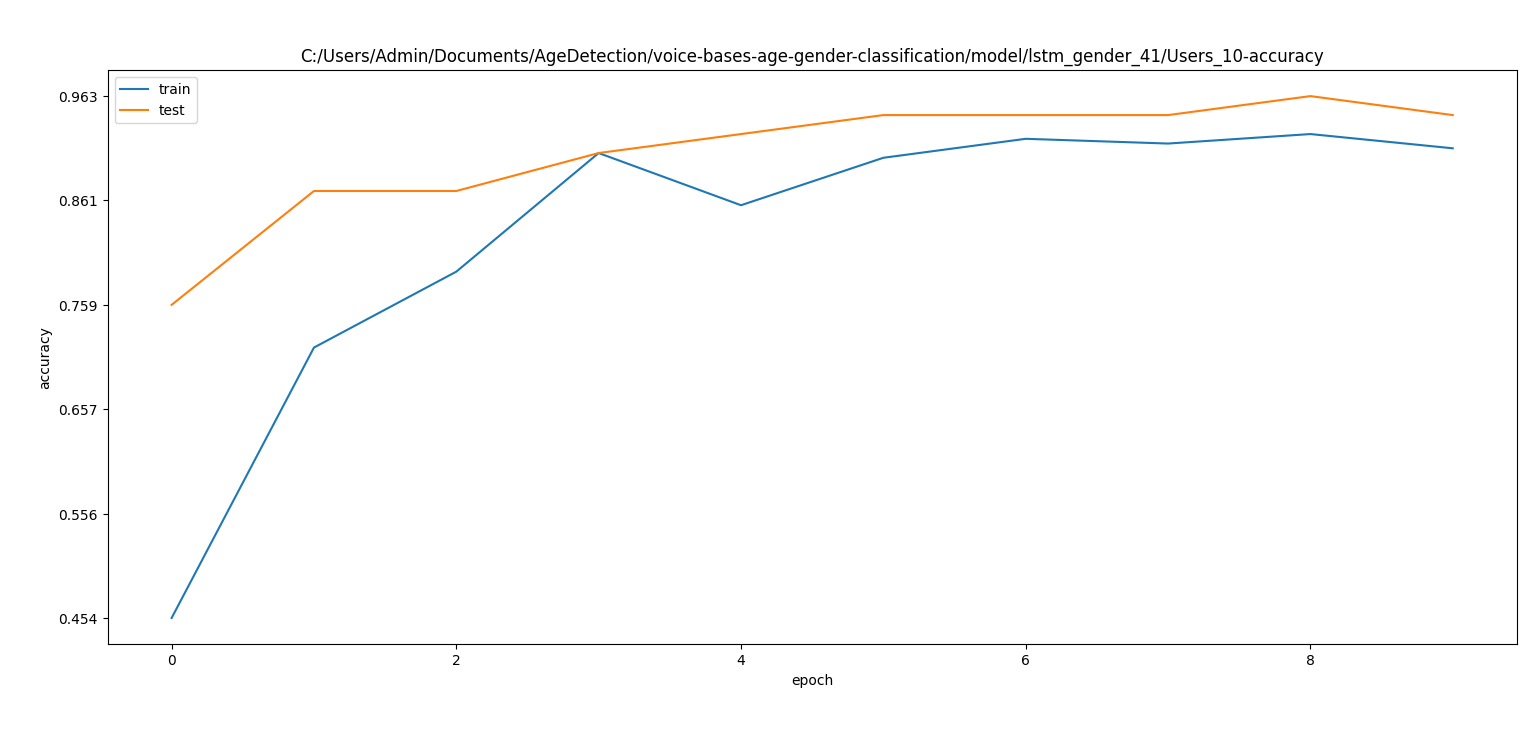 C:/Users/Admin/Documents/AgeDetection/voice-bases-age-gender-classification/model/lstm_gender_41/Users_10-accuracy
train
test
0.963
0.861
0.759
0.657
0.556
0.454
accuracy
0 2 4 6 8
epoch